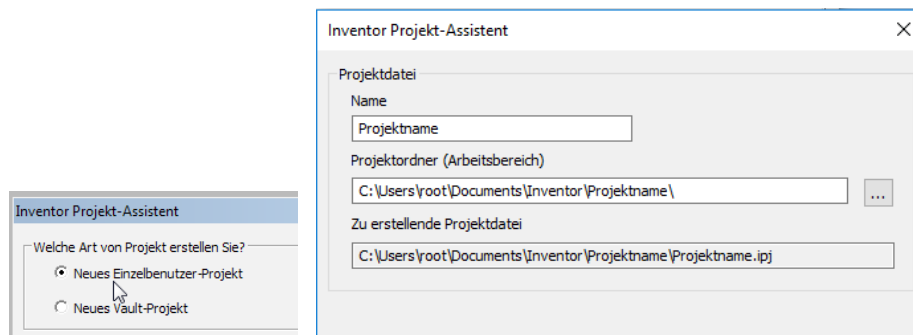 Inventor Projekt-Assistent
Welche Art von Projekt erstellen Sie?
Neues Einzelbenutzer-Projekt
Neues Vault-Projekt
Inventor Projekt-Assistent
Projektdatei
Name
Projektname
Projektordner (Arbeitsbereich)
C:\Users\root\Documents\Inventor\Projektname\
...
Zu erstellende Projektdatei
C:\Users\root\Documents\Inventor\Projektname\Projektname.ipj